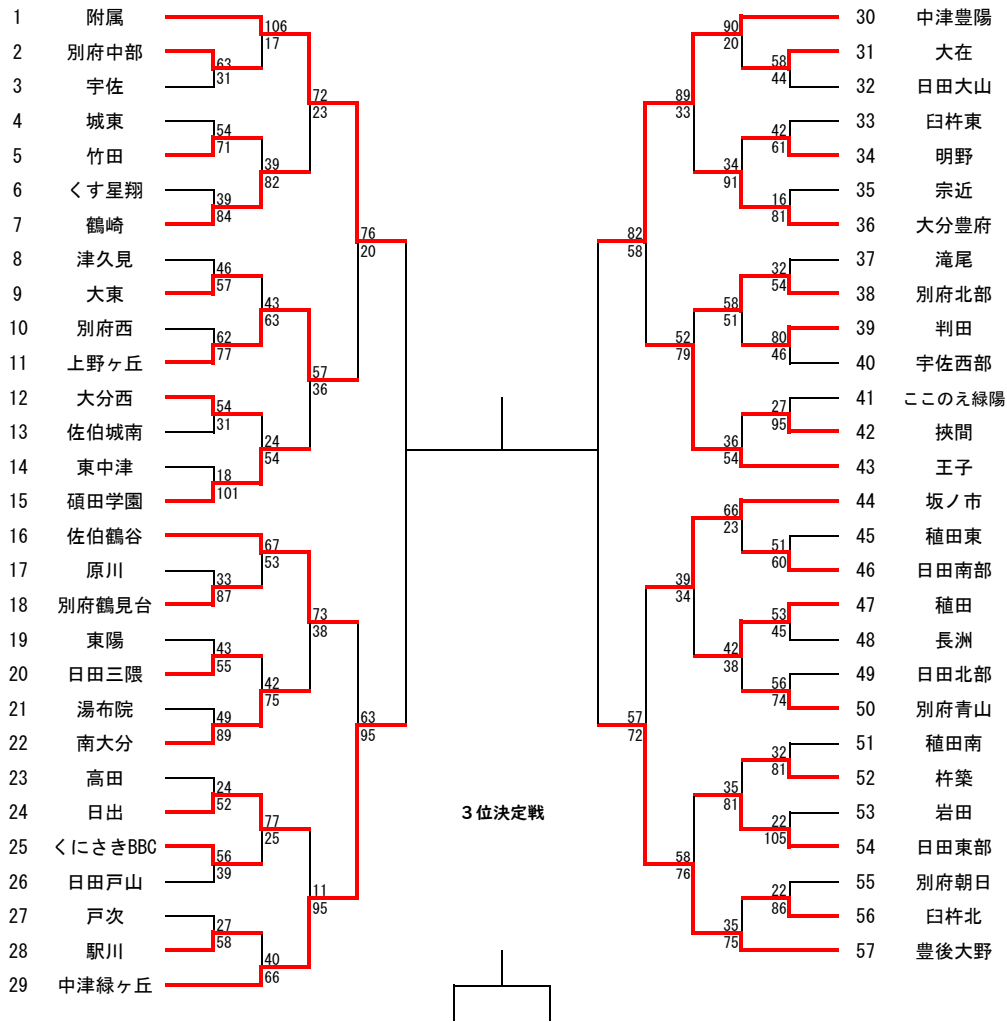 1 附属
2 別府中部
3 宇佐
4 城東
5 竹田
6 くす星翔
7 鶴崎
8 津久見
9 大東
10 別府西
11 上野ヶ丘
12 大分西
13 佐伯城南
14 東中津
15 碩田学園
16 佐伯鶴谷
17 原川
18 別府鶴見台
19 東陽
20 日田三隈
21 湯布院
22 南大分
23 高田
24 日出
25 くにさきBBC
26 日田戸山
27 戸次
28 駅川
29 中津緑ヶ丘
63
31
54
71
39
84
46
57
62
77
54
31
18
101
33
87
43
55
49
89
24
52
56
39
27
58
106
17
39
82
43
63
24
54
67
53
42
75
77
25
40
66
72
23
57
36
73
38
11
95
76
20
63
95
3位決定戦
82
58
57
72
89
33
52
79
39
34
58
76
90
20
34
91
58
51
36
54
66
23
42
38
35
81
35
75
58
44
42
61
16
81
32
54
80
46
27
95
51
60
53
45
56
74
32
81
22
105
22
86
30 中津豊陽
31 大在
32 日田大山
33 臼杵東
34 明野
35 宗近
36 大分豊府
37 滝尾
38 別府北部
39 判田
40 宇佐西部
41 ここのえ緑陽
42 挾間
43 王子
44 坂ノ市
45 稙田東
46 日田南部
47 稙田
48 長洲
49 日田北部
50 別府青山
51 稙田南
52 杵築
53 岩田
54 日田東部
55 別府朝日
56 臼杵北
57 豊後大野